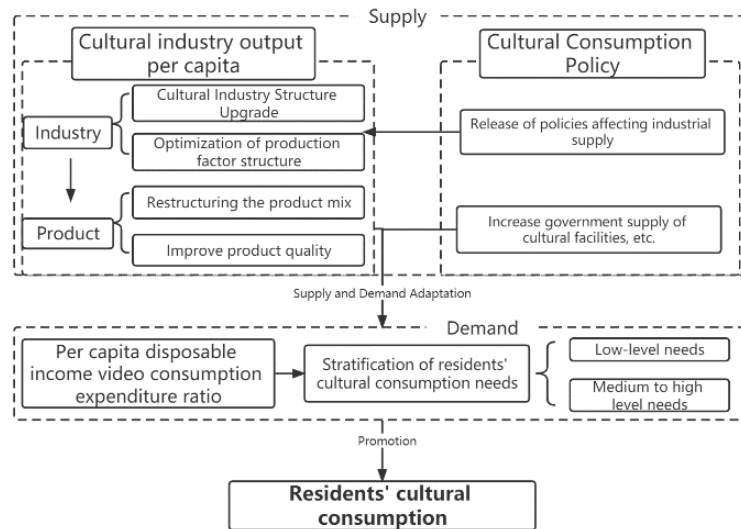 Supply
Cultural industry output
per capita
Cultural Consumption
Policy
Cultural Industry Structure
Upgrade
Industry
Optimization of production
factor structure
Release of policies affecting industrial
supply
Restructuring the product mix
Product
Improve product quality
Increase government supply of
cultural facilities, etc.
Supply and Demand Adaptation
Demand
Per capita disposable
income video consumption
expenditure ratio
Stratification of residents'
cultural consumption needs
Low-level needs
Medium to high
level needs
Promotion
Residents' cultural
consumption